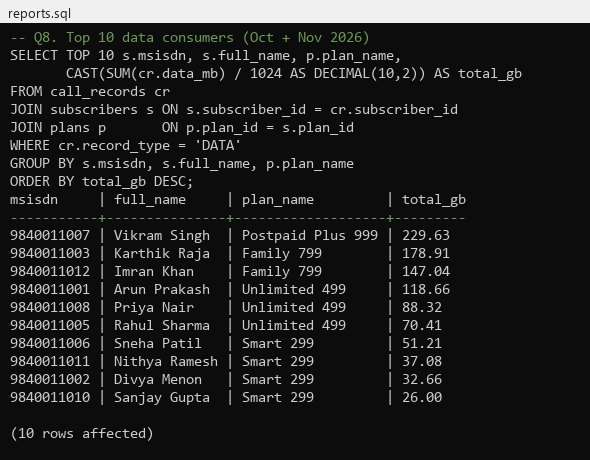 reports.sql
-- Q8. Top 10 data consumers (Oct + Nov 2026)
SELECT TOP 10 s.msisdn, s.full_name, p.plan_name,
       CAST(SUM(cr.data_mb) / 1024 AS DECIMAL(10,2)) AS total_gb
FROM call_records cr
JOIN subscribers s ON s.subscriber_id = cr.subscriber_id
JOIN plans p       ON p.plan_id = s.plan_id
WHERE cr.record_type = 'DATA'
GROUP BY s.msisdn, s.full_name, p.plan_name
ORDER BY total_gb DESC;
msisdn     | full_name     | plan_name         | total_gb
-----------+---------------+-------------------+---------
9840011007 | Vikram Singh  | Postpaid Plus 999 | 229.63
9840011003 | Karthik Raja  | Family 799        | 178.91
9840011012 | Imran Khan    | Family 799        | 147.04
9840011001 | Arun Prakash  | Unlimited 499     | 118.66
9840011008 | Priya Nair    | Unlimited 499     | 88.32
9840011005 | Rahul Sharma  | Unlimited 499     | 70.41
9840011006 | Sneha Patil   | Smart 299         | 51.21
9840011011 | Nithya Ramesh | Smart 299         | 37.08
9840011002 | Divya Menon   | Smart 299         | 32.66
9840011010 | Sanjay Gupta  | Smart 299         | 26.00
(10 rows affected)